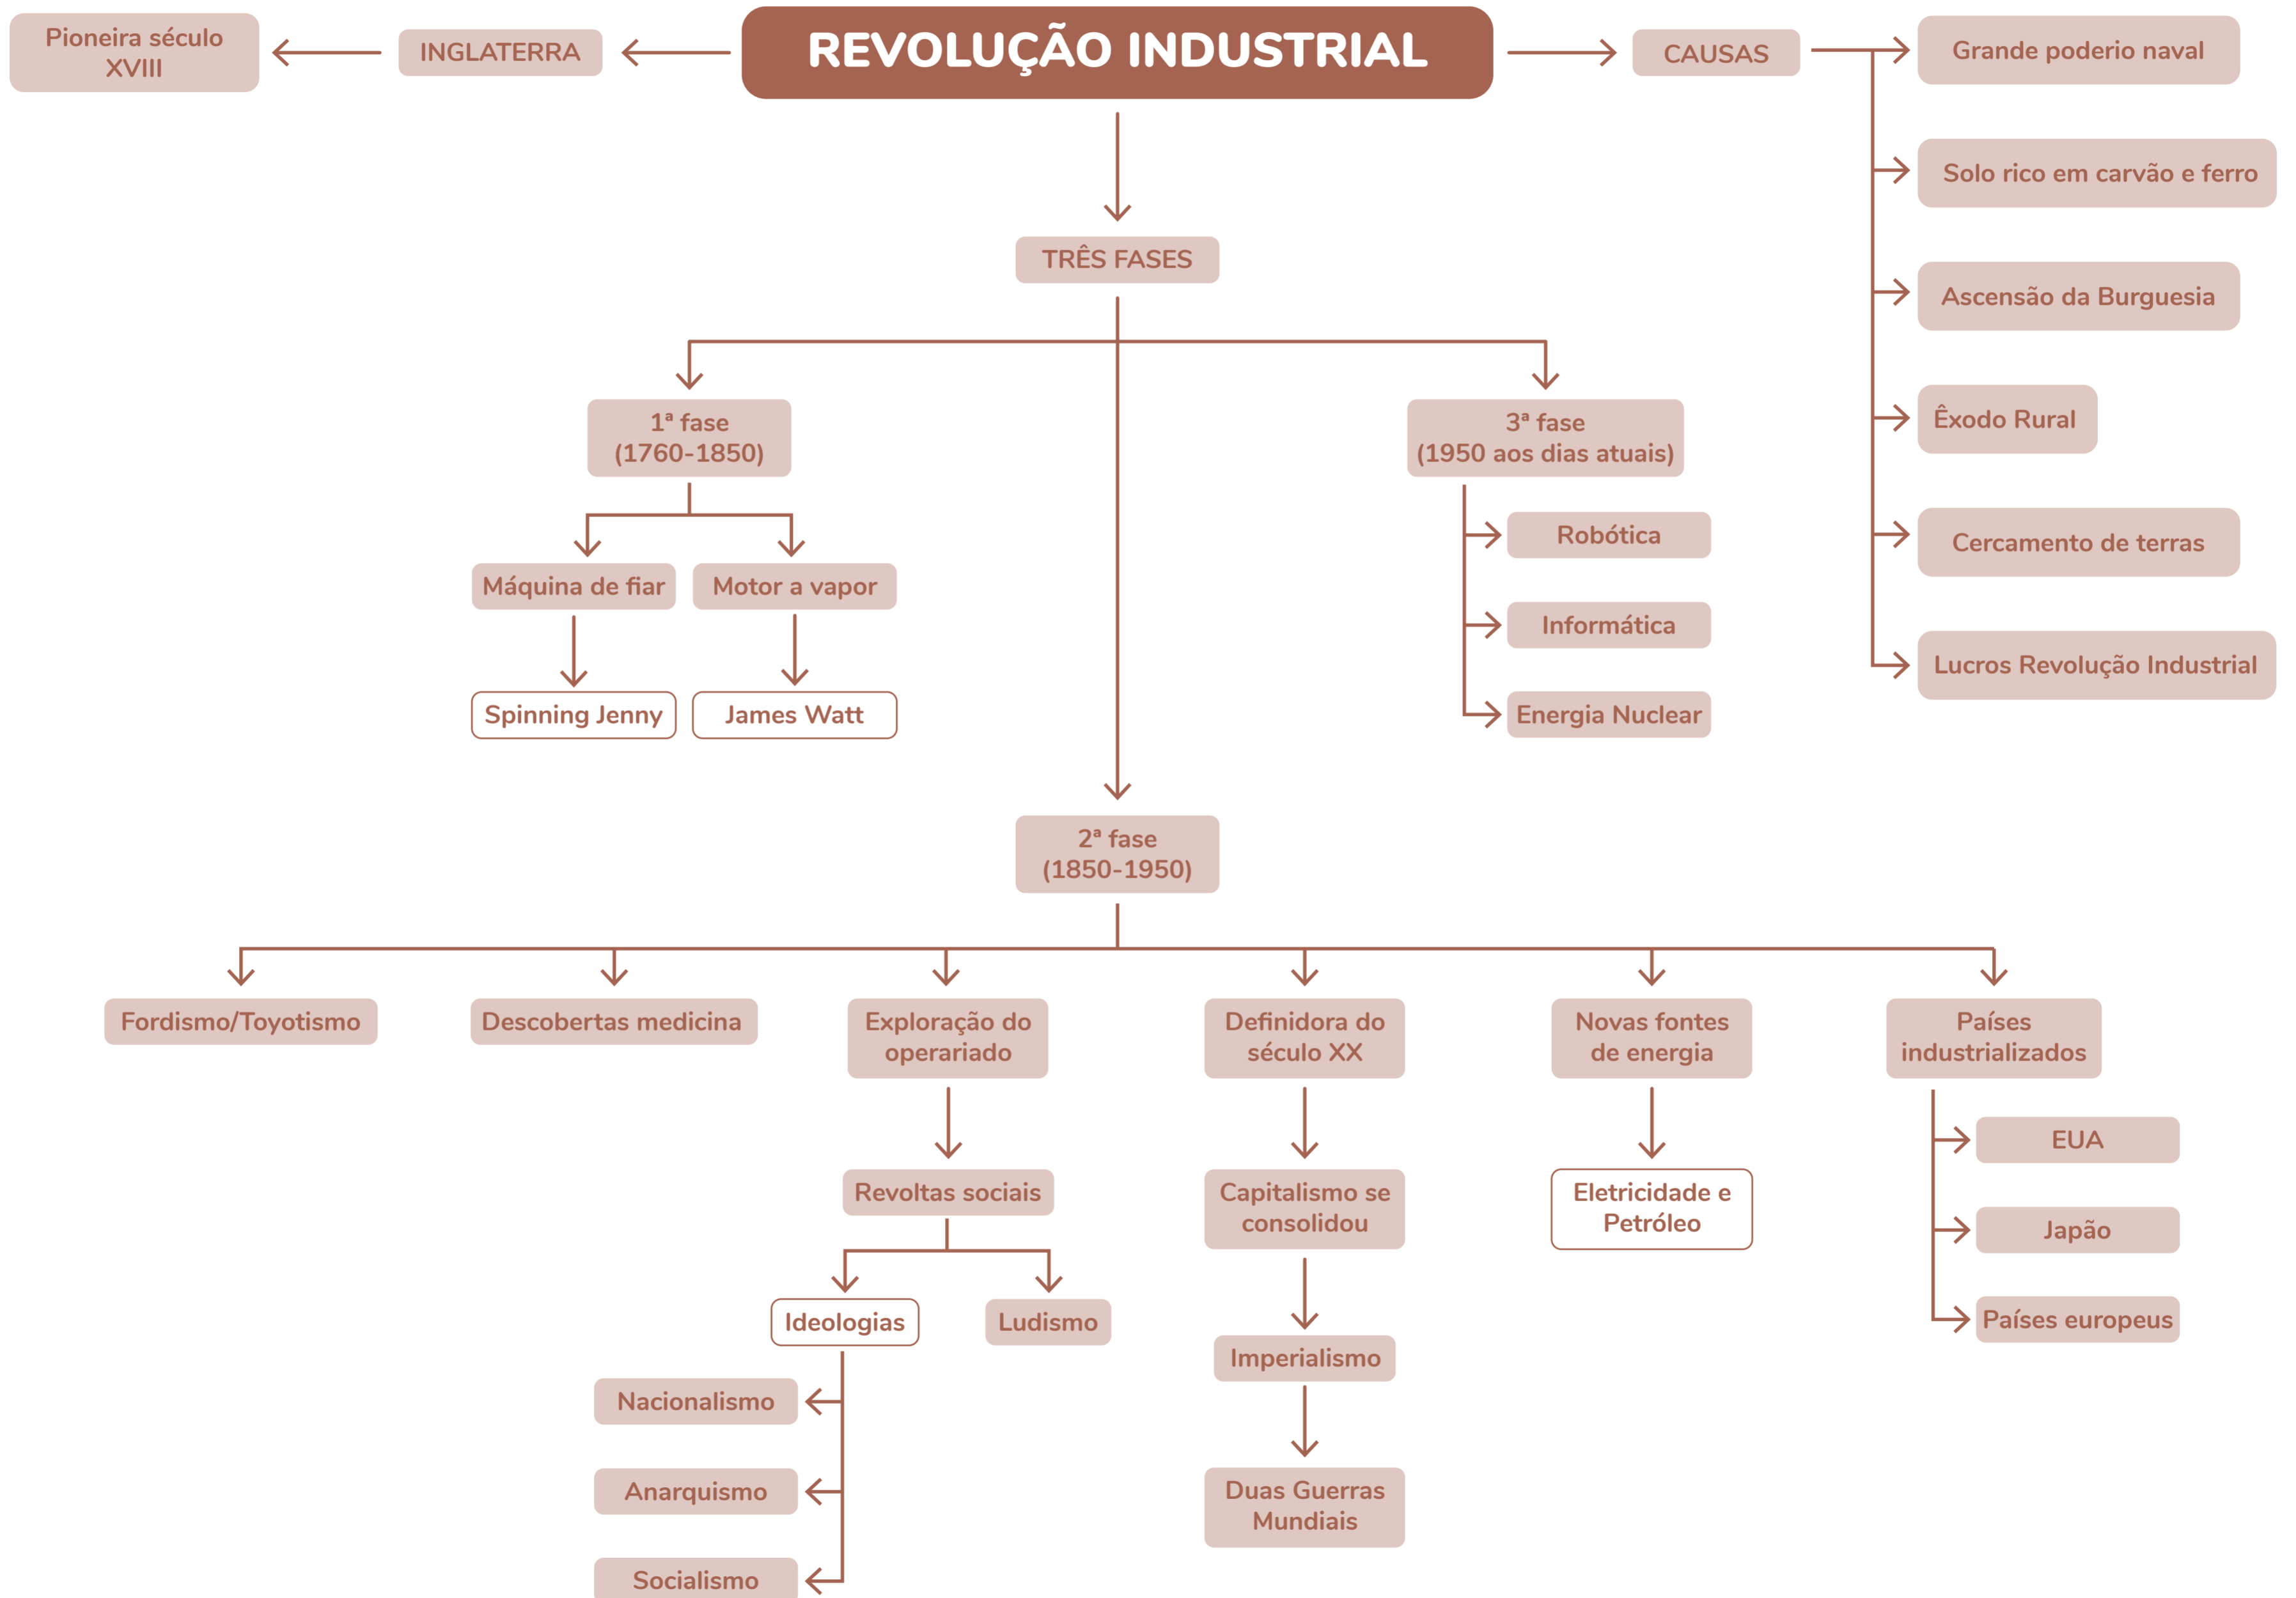 REVOLUÇÃO INDUSTRIAL
Pioneira século
XVIII
INGLATERRA
CAUSAS
Grande poderio naval
Solo rico em carvão e ferro
Ascensão da Burguesia
Êxodo Rural
Cercamento de terras
Lucros Revolução Industrial
TRÊS FASES
1ª fase
(1760-1850)
Máquina de fiar
Motor a vapor
Spinning Jenny
James Watt
3ª fase
(1950 aos dias atuais)
Robótica
Informática
Energia Nuclear
2ª fase
(1850-1950)
Fordismo/Toyotismo
Descobertas medicina
Exploração do
operariado
Revoltas sociais
Ideologias
Ludismo
Nacionalismo
Anarquismo
Socialismo
Definidora do
século XX
Capitalismo se
consolidou
Imperialismo
Duas Guerras
Mundiais
Novas fontes
de energia
Eletricidade e
Petróleo
Países
industrializados
EUA
Japão
Países europeus